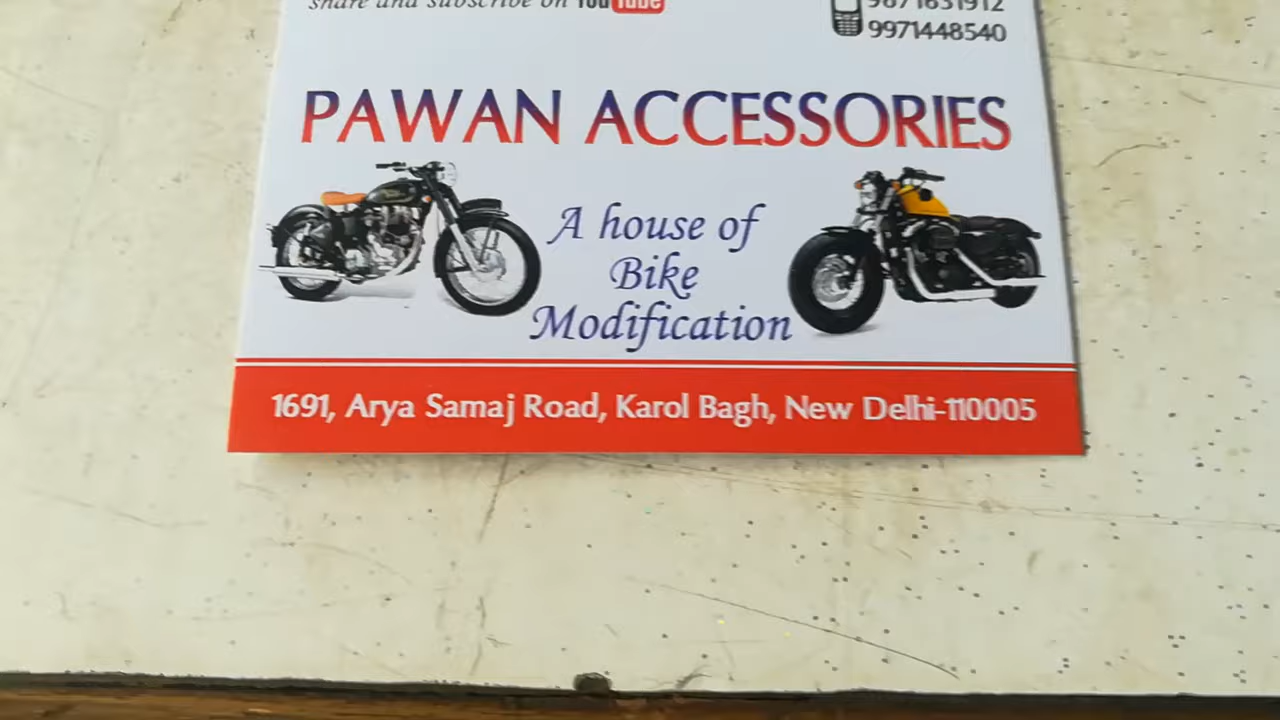 share and subscribe on YouTube
9871631912
9971448540
PAWAN ACCESSORIES
A house of
Bike
Modification
1691, Arya Samaj Road, Karol Bagh, New Delhi-110005